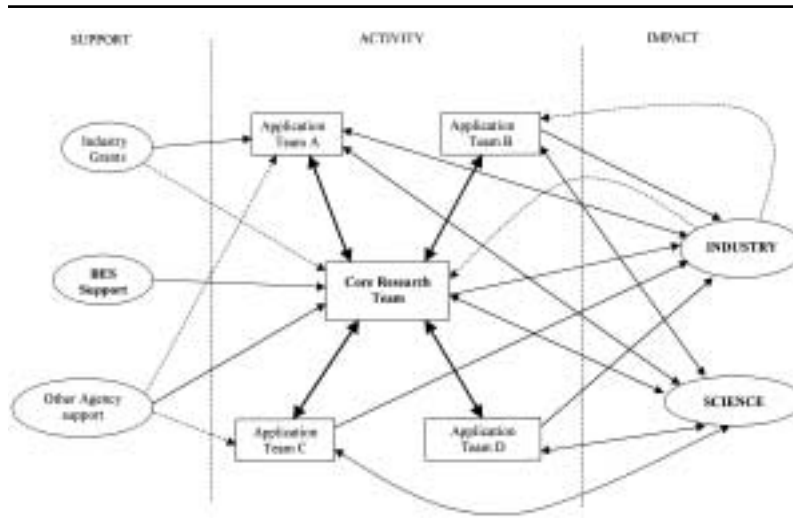 SUPPORT
ACTIVITY
IMPACT
Industry
Grants
Application
Team A
Application
Team B
BES
Support
Core Research
Team
INDUSTRY
Other Agency
support
Application
Team C
Application
Team D
SCIENCE